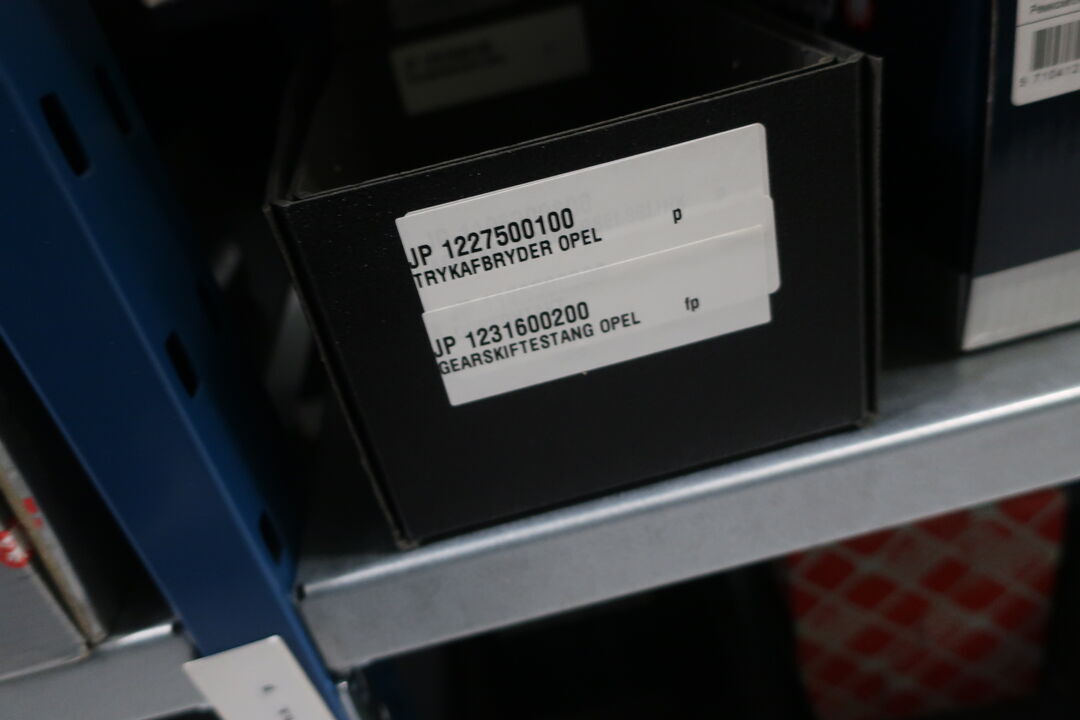 JP 1227500100 p
TRYKAFBRYDER OPEL
JP 1231600200 fp
GEARSKIFTESTANG OPEL